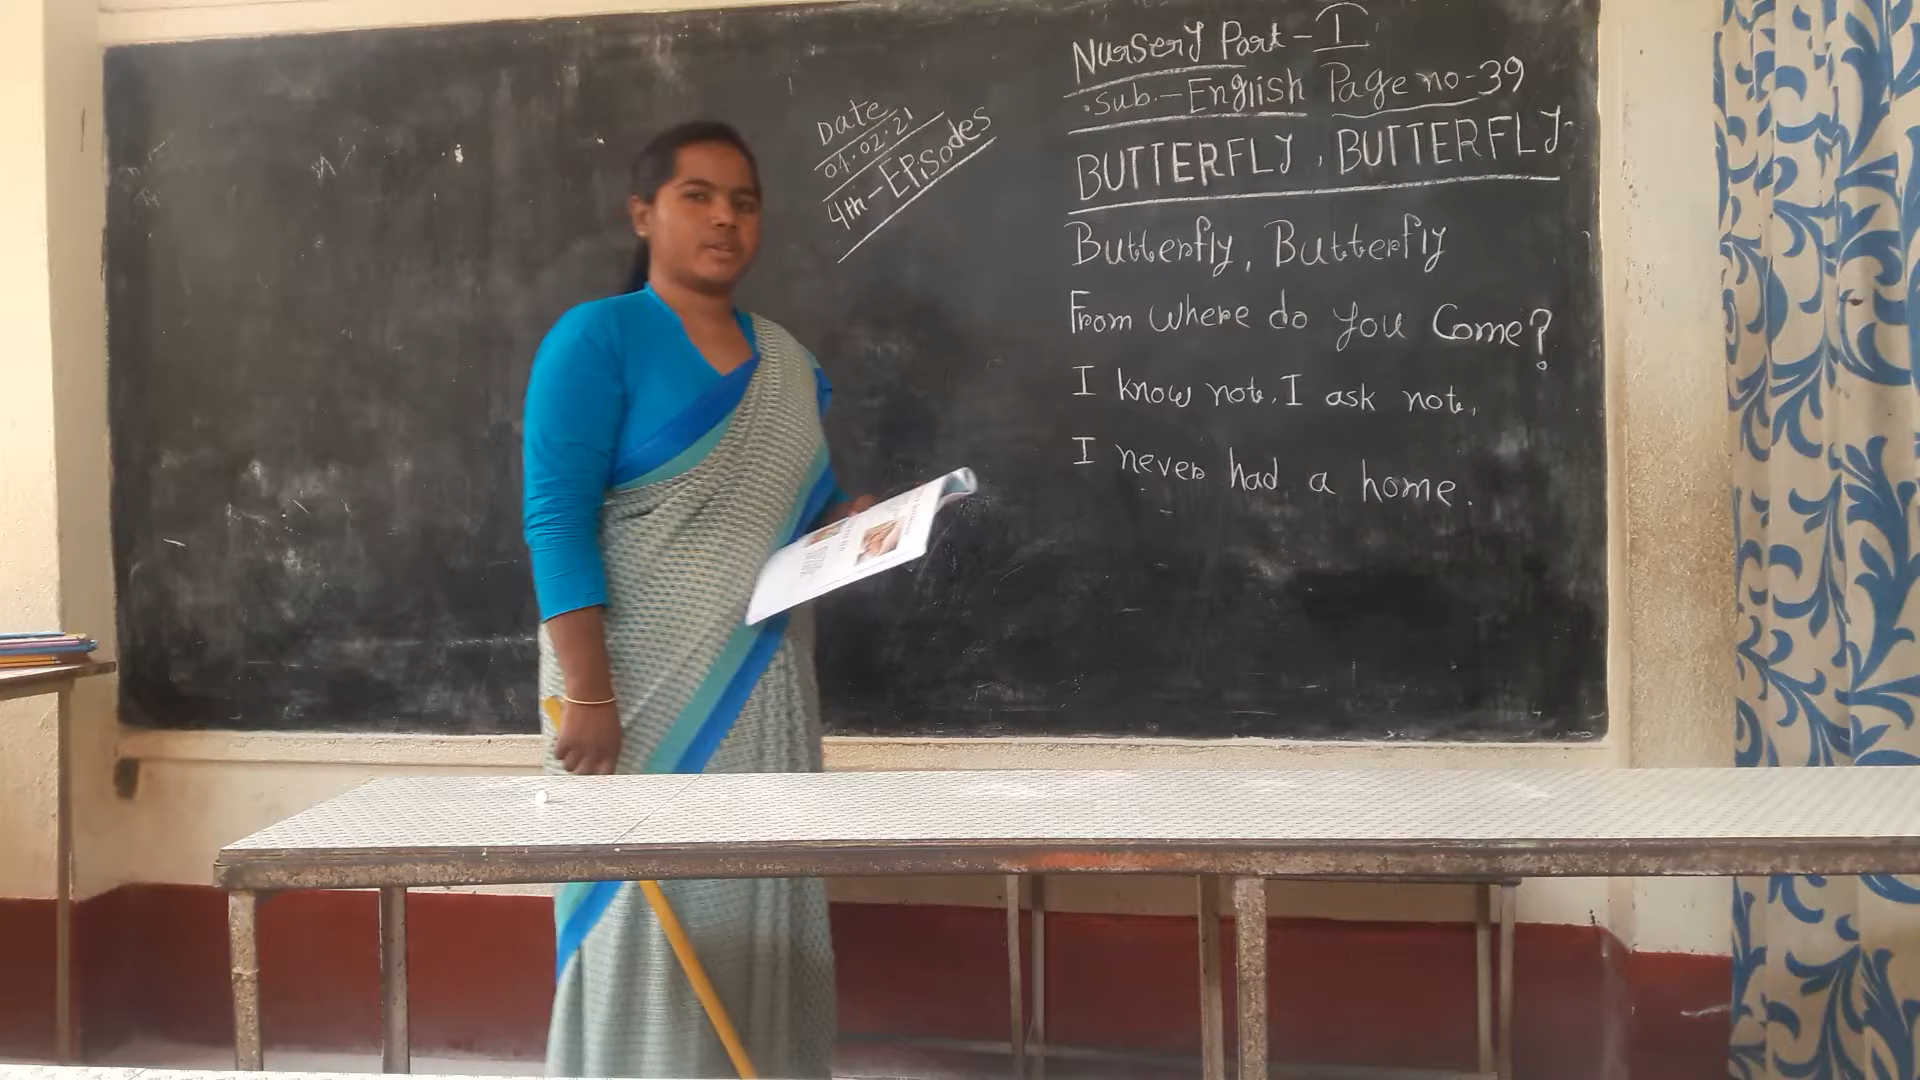 Date
01.02.21
4th-Episodes
Nursery Part-I
Sub.-English Page no-39
BUTTERFLY, BUTTERFLY
Butterfly, Butterfly
From where do you Come?
I know not, I ask not,
I never had a home.